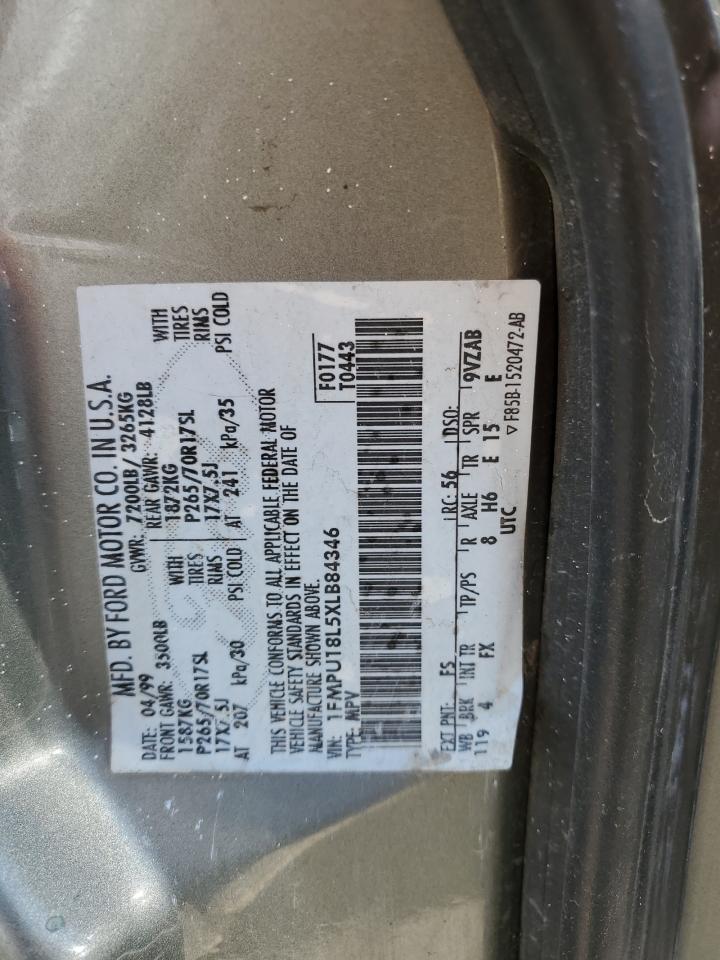 MFD. BY FORD MOTOR CO. IN U.S.A.
DATE: 04/99 GVWR: 7200LB/ 3265KG
FRONT GAWR: 3500LB REAR GAWR: 4128LB
1587KG WITH 1872KG WITH
P265/70R17SL TIRES P265/70R17SL TIRES
17X7.5J RIMS 17X7.5J RIMS
AT 207 kPa/30 PSI COLD AT 241 kPa/35 PSI COLD
THIS VEHICLE CONFORMS TO ALL APPLICABLE FEDERAL MOTOR
VEHICLE SAFETY STANDARDS IN EFFECT ON THE DATE OF
MANUFACTURE SHOWN ABOVE.
VIN: 1FMPU18L5XLB84346 F0177
TYPE: MPV T0443
EXT PNT: FS RC: 56 DSO: 9VZAB
WB BRK INT TR TP/PS R AXLE TR SPR
119 4 FX 8 H6 E 15 E
UTC
▽ F85B-1520472-AB